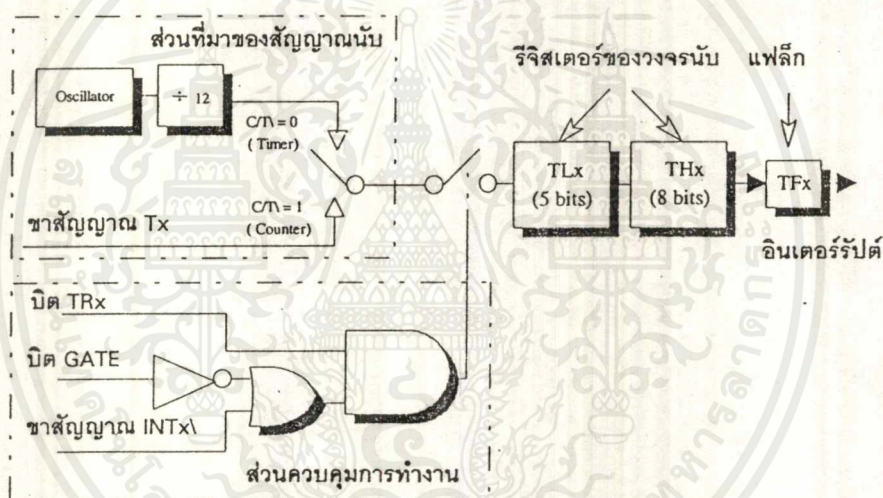 ส่วนที่มาของสัญญาณนับ
Oscillator
÷ 12
C/T\ = 0
( Timer)
C/T\ = 1
( Counter)
ขาสัญญาณ Tx
รีจิสเตอร์ของวงจรนับ
แฟล็ก
TLx
(5 bits)
THx
(8 bits)
TFx
อินเตอร์รัปต์
บิต TRx
บิต GATE
ขาสัญญาณ INTx\
ส่วนควบคุมการทำงาน